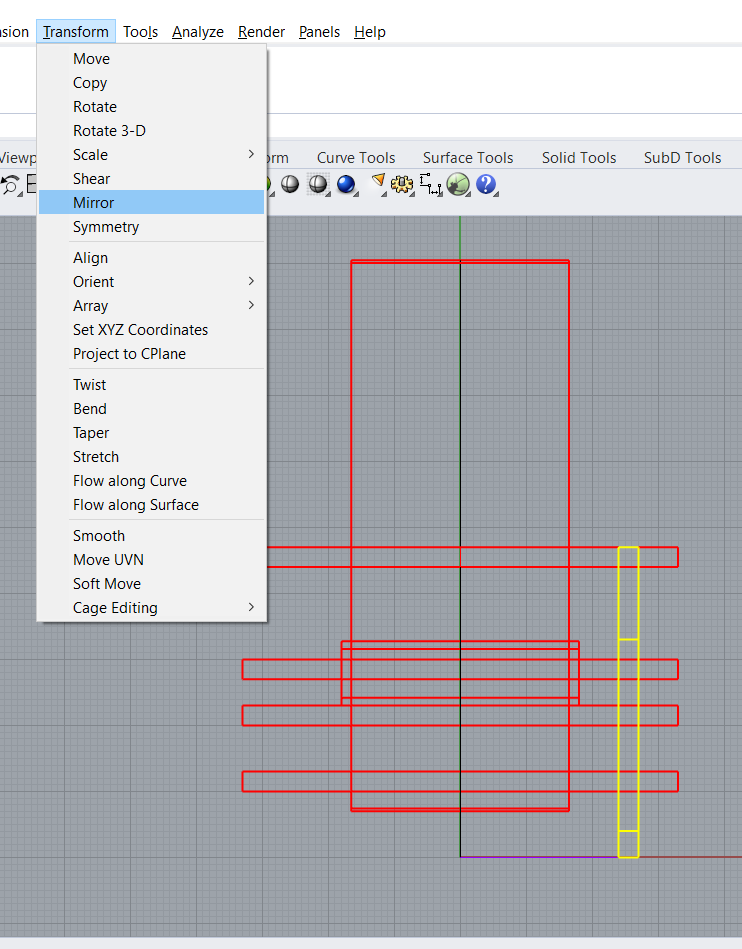 nsion Transform Tools Analyze Render Panels Help
Move
Copy
Rotate
Rotate 3-D
Scale
Shear
Mirror
Symmetry
Align
Orient
Array
Set XYZ Coordinates
Project to CPlane
Twist
Bend
Taper
Stretch
Flow along Curve
Flow along Surface
Smooth
Move UVN
Soft Move
Cage Editing
Viewp orm Curve Tools Surface Tools Solid Tools SubD Tools